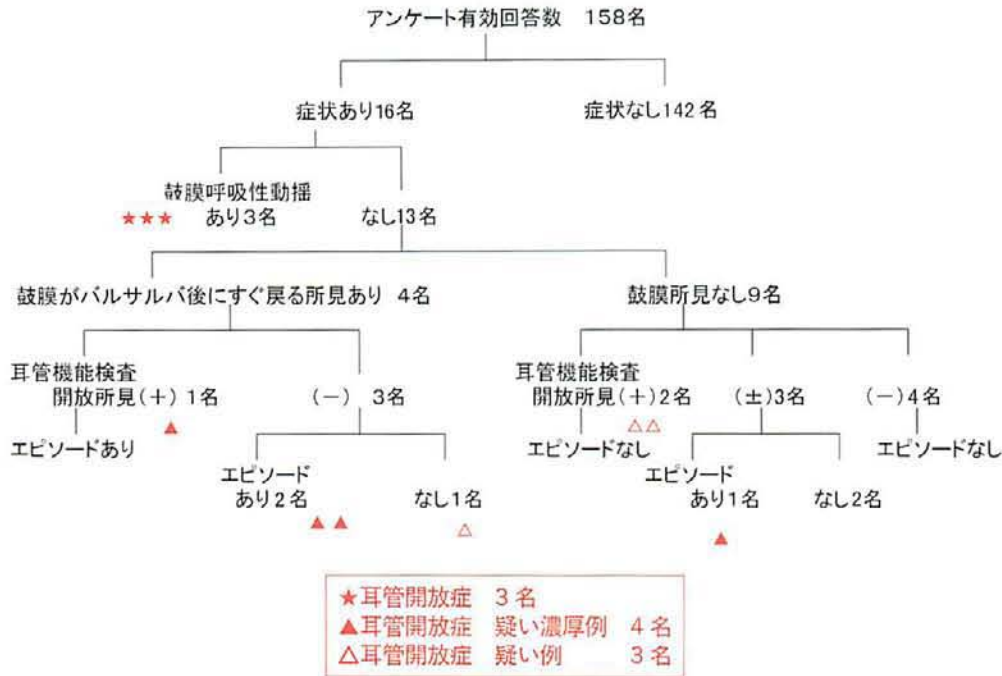 アンケート有効回答数　158名
症状あり16名
症状なし142名
鼓膜呼吸性動揺
★★★ あり3名
なし13名
鼓膜がバルサルバ後にすぐ戻る所見あり 4名
鼓膜所見なし9名
耳管機能検査
開放所見(＋) 1名
(－) 3名
耳管機能検査
開放所見(＋)2名
(±)3名
(－)4名
▲
△△
エピソードあり
エピソードなし
エピソードなし
エピソード
あり2名
なし1名
エピソード
あり1名
なし2名
▲▲
△
▲
★耳管開放症　3名
▲耳管開放症　疑い濃厚例　4名
△耳管開放症　疑い例　3名